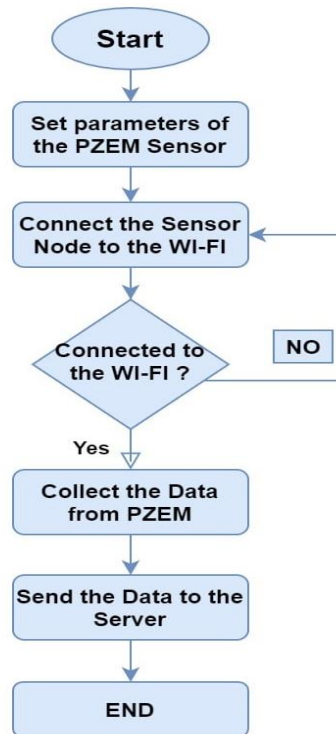 Start
Set parameters of
the PZEM Sensor
Connect the Sensor
Node to the WI-FI
Connected to
the WI-FI ?
NO
Yes
Collect the Data
from PZEM
Send the Data to the
Server
END